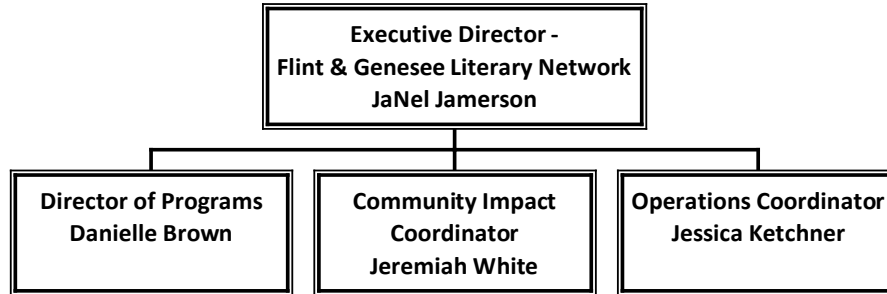 Executive Director -
Flint & Genesee Literary Network
JaNel Jamerson
Director of Programs
Danielle Brown
Community Impact
Coordinator
Jeremiah White
Operations Coordinator
Jessica Ketchner